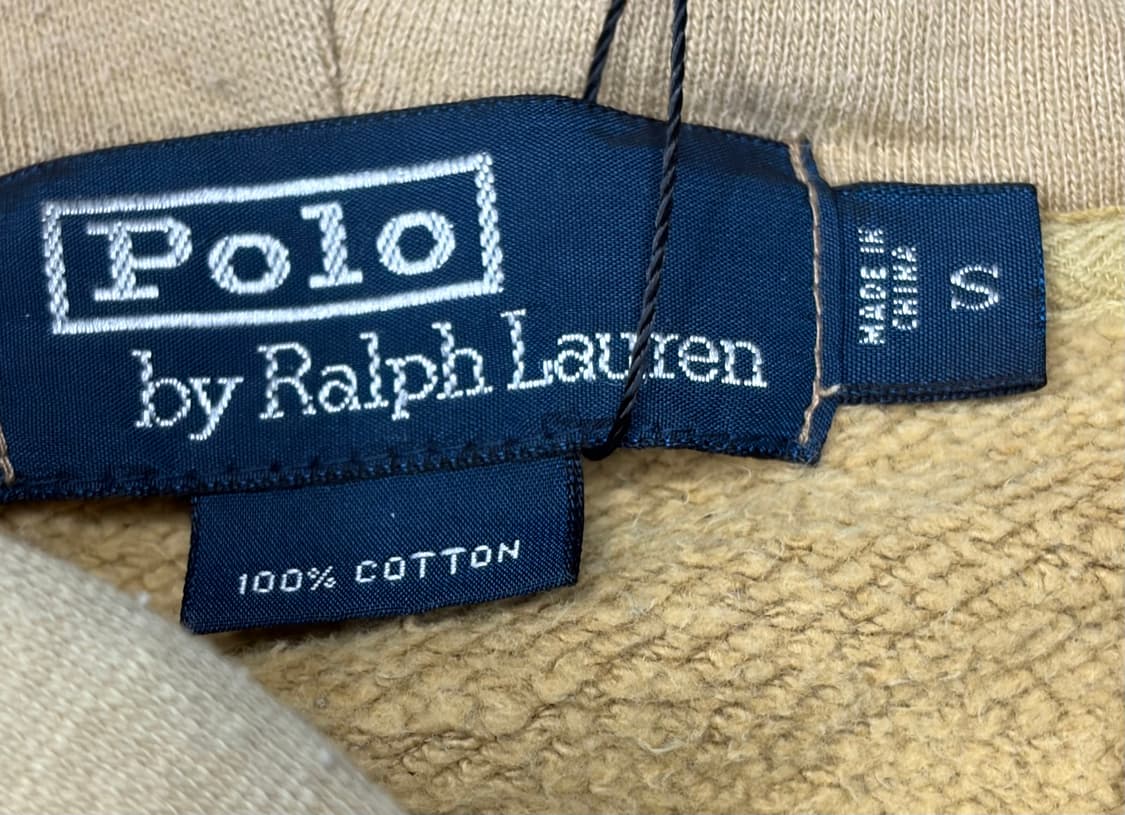 Polo
by Ralph Lauren
MADE IN
CHINA
S
100% COTTON